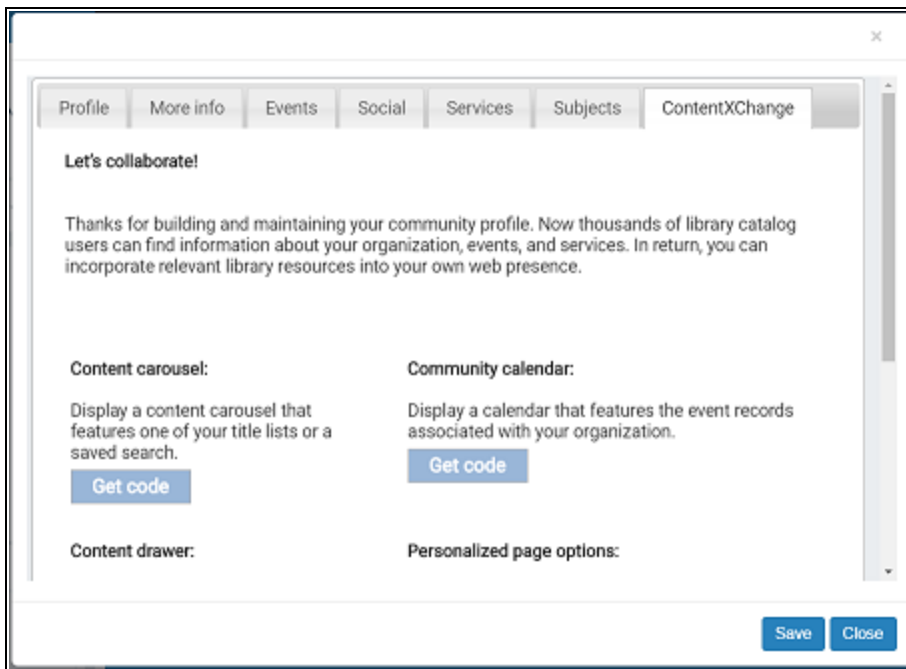 ×
Profile More info Events Social Services Subjects ContentXChange
Let's collaborate!
Thanks for building and maintaining your community profile. Now thousands of library catalog
users can find information about your organization, events, and services. In return, you can
incorporate relevant library resources into your own web presence.
Content carousel:
Display a content carousel that
features one of your title lists or a
saved search.
Get code
Community calendar:
Display a calendar that features the event records
associated with your organization.
Get code
Content drawer:
Personalized page options:
Save Close